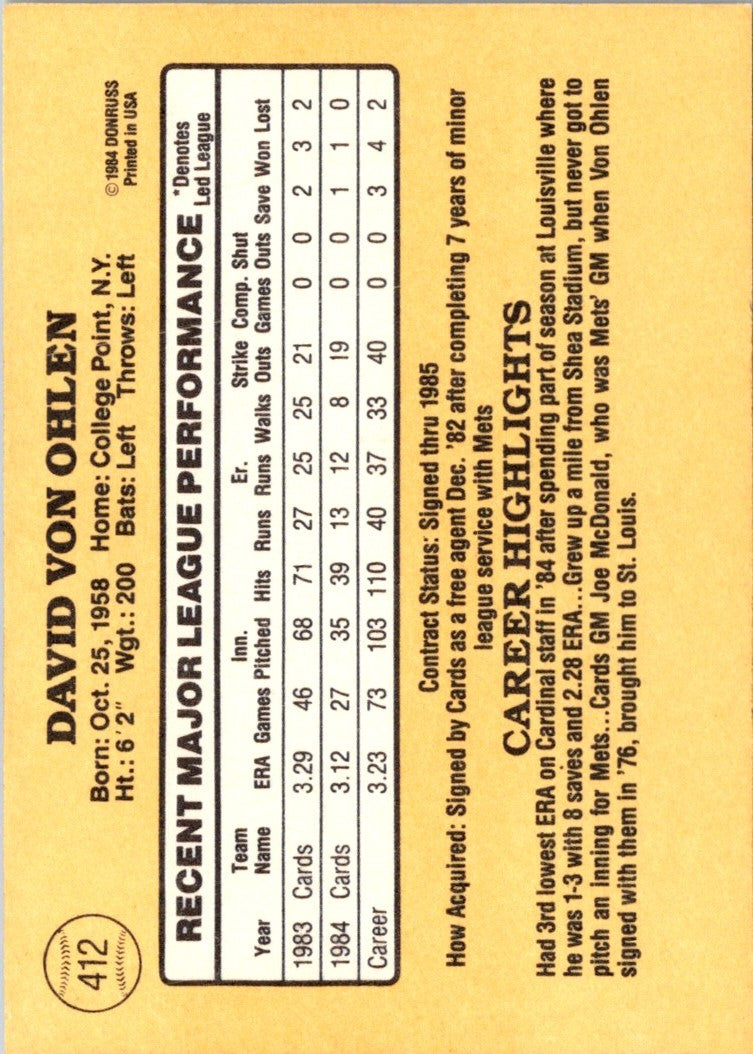 412
DAVID VON OHLEN
Born: Oct. 25, 1958 Home: College Point, N.Y.
Ht.: 6'2" Wgt.: 200 Bats: Left Throws: Left
© 1984 DONRUSS
Printed in USA
RECENT MAJOR LEAGUE PERFORMANCE *Denotes
Led League
Team Inn. Er. Strike Comp. Shut
Year Name ERA Games Pitched Hits Runs Runs Walks Outs Games Outs Save Won Lost
1983 Cards 3.29 46 68 71 27 25 25 21 0 0 2 3 2
1984 Cards 3.12 27 35 39 13 12 8 19 0 0 1 1 0
Career 3.23 73 103 110 40 37 33 40 0 0 3 4 2
Contract Status: Signed thru 1985
How Acquired: Signed by Cards as a free agent Dec. '82 after completing 7 years of minor
league service with Mets
CAREER HIGHLIGHTS
Had 3rd lowest ERA on Cardinal staff in '84 after spending part of season at Louisville where
he was 1-3 with 8 saves and 2.28 ERA...Grew up a mile from Shea Stadium, but never got to
pitch an inning for Mets...Cards GM Joe McDonald, who was Mets' GM when Von Ohlen
signed with them in '76, brought him to St. Louis.